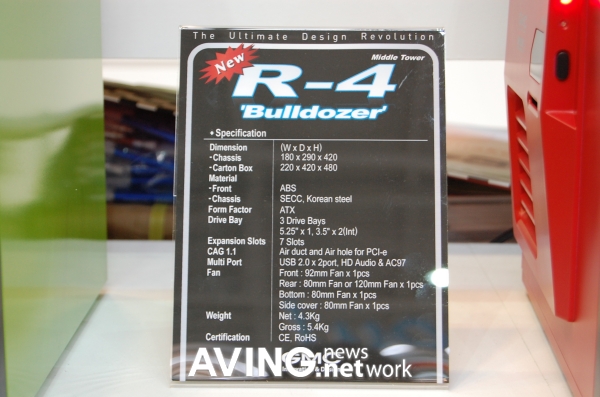 The Ultimate Design Revolution
New
Middle Tower
R-4
'Bulldozer'
• Specification
Dimension (W x D x H)
-Chassis 180 x 290 x 420
-Carton Box 220 x 420 x 480
Material
-Front ABS
-Chassis SECC, Korean steel
Form Factor ATX
Drive Bay 3 Drive Bays
5.25" x 1, 3.5" x 2(Int)
Expansion Slots 7 Slots
CAG 1.1 Air duct and Air hole for PCI-e
Multi Port USB 2.0 x 2port, HD Audio & AC97
Fan Front : 92mm Fan x 1pcs
Rear : 80mm Fan or 120mm Fan x 1pcs
Bottom : 80mm Fan x 1pcs
Side cover : 80mm Fan x 1pcs
Weight Net : 4.3Kg
Gross : 5.4Kg
Certification CE, RoHS
AVING.network
news